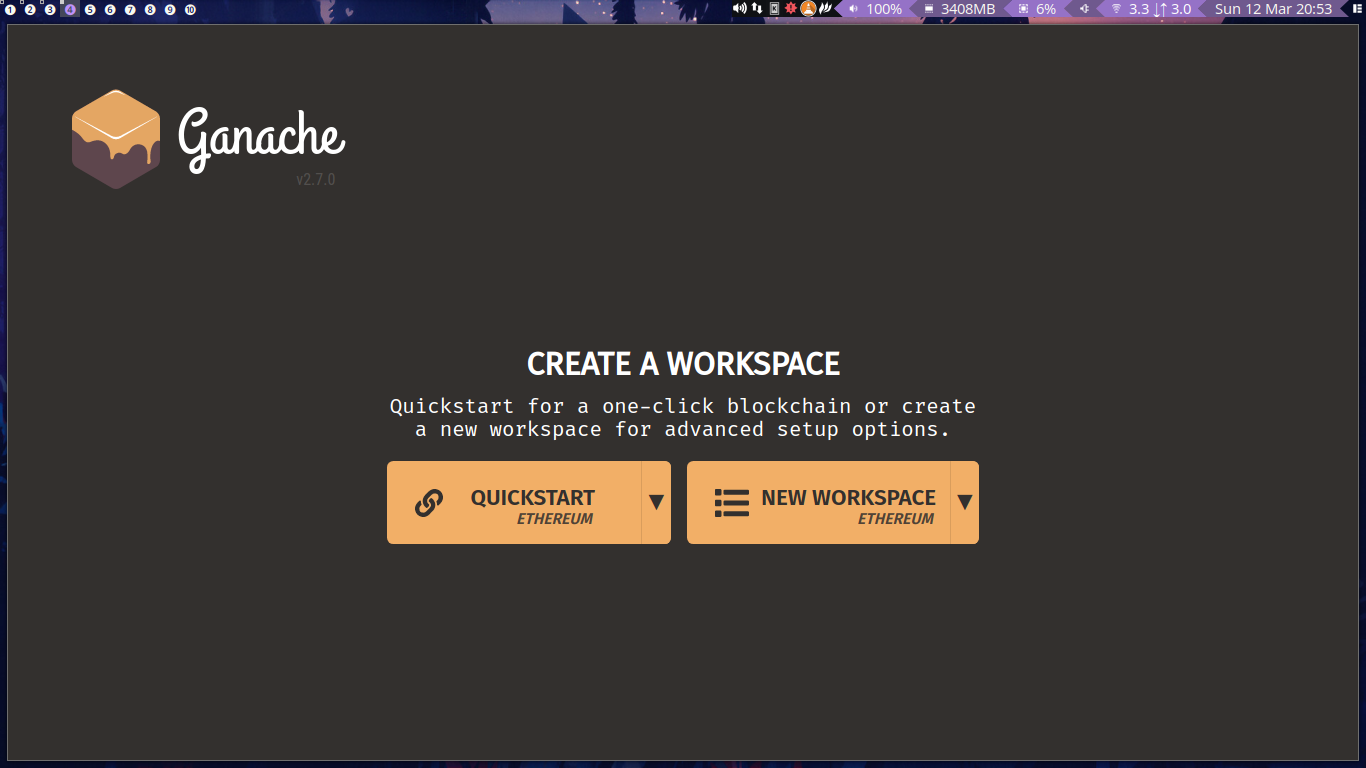 1 2 3 4 5 6 7 8 9 10
100% 3408MB 6% 3.3 ↓↑ 3.0 Sun 12 Mar 20:53
Ganache
v2.7.0
CREATE A WORKSPACE
Quickstart for a one-click blockchain or create
a new workspace for advanced setup options.
QUICKSTART
ETHEREUM
NEW WORKSPACE
ETHEREUM